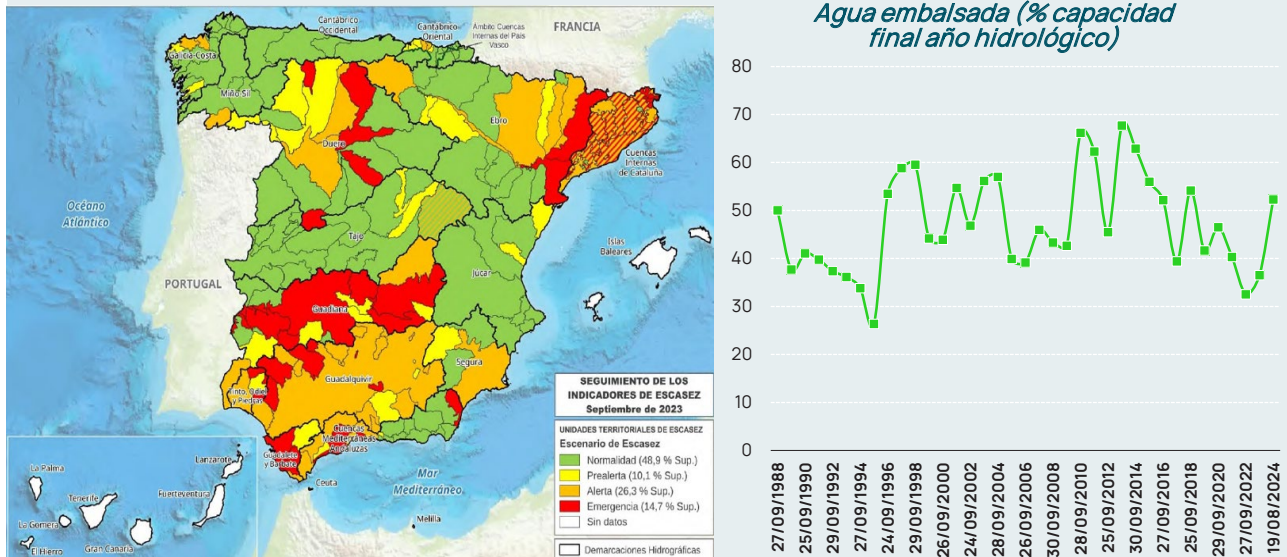 Cantábrico
Occidental
Cantábrico
Oriental
Ámbito Cuencas
Internas del País
Vasco
FRANCIA
Galicia-Costa
Miño-Sil
Ebro
Duero
Cuencas
Internas
de Cataluña
Océano
Atlántico
Tajo
Islas
Baleares
PORTUGAL
Júcar
Guadiana
Segura
Guadalquivir
Tinto, Odiel
y Piedras
Cuencas
Mediterráneas
Andaluzas
Guadalete
y Barbate
Ceuta
Mar
Mediterráneo
Melilla
La Palma
Lanzarote
Tenerife
Fuerteventura
La Gomera
El Hierro
Gran Canaria
SEGUIMIENTO DE LOS
INDICADORES DE ESCASEZ
Septiembre de 2023
UNIDADES TERRITORIALES DE ESCASEZ
Escenario de Escasez
Normalidad (48,9 % Sup.)
Prealerta (10,1 % Sup.)
Alerta (26,3 % Sup.)
Emergencia (14,7 % Sup.)
Sin datos
Demarcaciones Hidrográficas
Agua embalsada (% capacidad
final año hidrológico)
80
70
60
50
40
30
20
10
0
27/09/1988
25/09/1990
29/09/1992
27/09/1994
24/09/1996
29/09/1998
26/09/2000
24/09/2002
28/09/2004
26/09/2006
30/09/2008
28/09/2010
25/09/2012
30/09/2014
27/09/2016
25/09/2018
29/09/2020
27/09/2022
19/08/2024